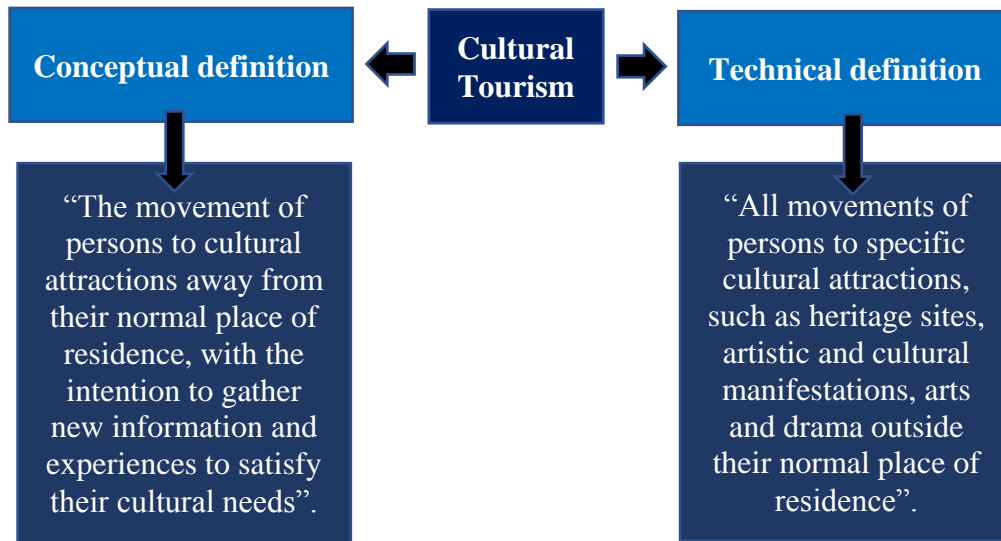 Conceptual definition
Cultural
Tourism
Technical definition
“The movement of
persons to cultural
attractions away from
their normal place of
residence, with the
intention to gather
new information and
experiences to satisfy
their cultural needs”.
“All movements of
persons to specific
cultural attractions,
such as heritage sites,
artistic and cultural
manifestations, arts
and drama outside
their normal place of
residence”.